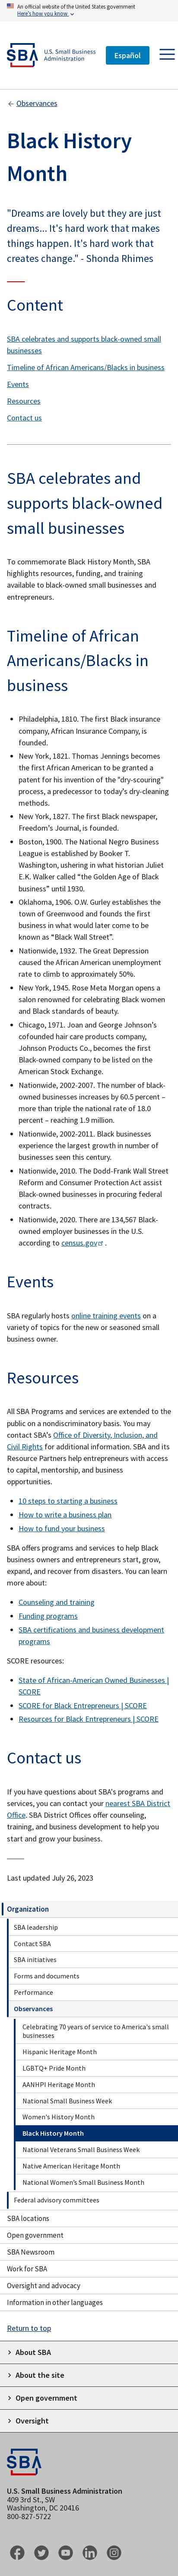 An official website of the United States government
Here's how you know
SBA
U.S. Small Business
Administration
Español
Observances
Black History
Month
"Dreams are lovely but they are just
dreams... It's hard work that makes
things happen. It's hard work that
creates change." - Shonda Rhimes
Content
SBA celebrates and supports black-owned small
businesses
Timeline of African Americans/Blacks in business
Events
Resources
Contact us
SBA celebrates and
supports black-owned
small businesses
To commemorate Black History Month, SBA
highlights resources, funding, and training
available to black-owned small businesses and
entrepreneurs.
Timeline of African
Americans/Blacks in
business
Philadelphia, 1810. The first Black insurance
company, African Insurance Company, is
founded.
New York, 1821. Thomas Jennings becomes
the first African American to be granted a
patent for his invention of the "dry-scouring"
process, a predecessor to today's dry-cleaning
methods.
New York, 1827. The first Black newspaper,
Freedom's Journal, is founded.
Boston, 1900. The National Negro Business
League is established by Booker T.
Washington, ushering in what historian Juliet
E.K. Walker called "the Golden Age of Black
business" until 1930.
Oklahoma, 1906. O.W. Gurley establishes the
town of Greenwood and founds the first
business in what would later come to be
known as "Black Wall Street".
Nationwide, 1932. The Great Depression
caused the African American unemployment
rate to climb to approximately 50%.
New York, 1945. Rose Meta Morgan opens a
salon renowned for celebrating Black women
and Black standards of beauty.
Chicago, 1971. Joan and George Johnson's
cofounded hair care products company,
Johnson Products Co., becomes the first
Black-owned company to be listed on the
American Stock Exchange.
Nationwide, 2002-2007. The number of black-
owned businesses increases by 60.5 percent –
more than triple the national rate of 18.0
percent – reaching 1.9 million.
Nationwide, 2002-2011. Black businesses
experience the largest growth in number of
businesses seen this century.
Nationwide, 2010. The Dodd-Frank Wall Street
Reform and Consumer Protection Act assist
Black-owned businesses in procuring federal
contracts.
Nationwide, 2020. There are 134,567 Black-
owned employer businesses in the U.S.
according to census.gov .
Events
SBA regularly hosts online training events on a
variety of topics for the new or seasoned small
business owner.
Resources
All SBA Programs and services are extended to the
public on a nondiscriminatory basis. You may
contact SBA's Office of Diversity, Inclusion, and
Civil Rights for additional information. SBA and its
Resource Partners help entrepreneurs with access
to capital, mentorship, and business
opportunities.
10 steps to starting a business
How to write a business plan
How to fund your business
SBA offers programs and services to help Black
business owners and entrepreneurs start, grow,
expand, and recover from disasters. You can learn
more about:
Counseling and training
Funding programs
SBA certifications and business development
programs
SCORE resources:
State of African-American Owned Businesses |
SCORE
SCORE for Black Entrepreneurs | SCORE
Resources for Black Entrepreneurs | SCORE
Contact us
If you have questions about SBA's programs and
services, you can contact your nearest SBA District
Office. SBA District Offices offer counseling,
training, and business development to help you
start and grow your business.
Last updated July 26, 2023
Organization
SBA leadership
Contact SBA
SBA initiatives
Forms and documents
Performance
Observances
Celebrating 70 years of service to America's small
businesses
Hispanic Heritage Month
LGBTQ+ Pride Month
AANHPI Heritage Month
National Small Business Week
Women's History Month
Black History Month
National Veterans Small Business Week
Native American Heritage Month
National Women's Small Business Month
Federal advisory committees
SBA locations
Open government
SBA Newsroom
Work for SBA
Oversight and advocacy
Information in other languages
Return to top
About SBA
About the site
Open government
Oversight
SBA
U.S. Small Business Administration
409 3rd St., SW
Washington, DC 20416
800-827-5722